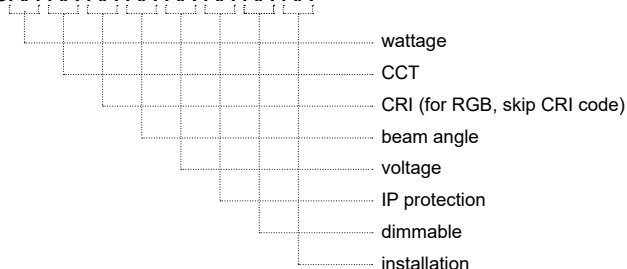 wattage
CCT
CRI (for RGB, skip CRI code)
beam angle
voltage
IP protection
dimmable
installation